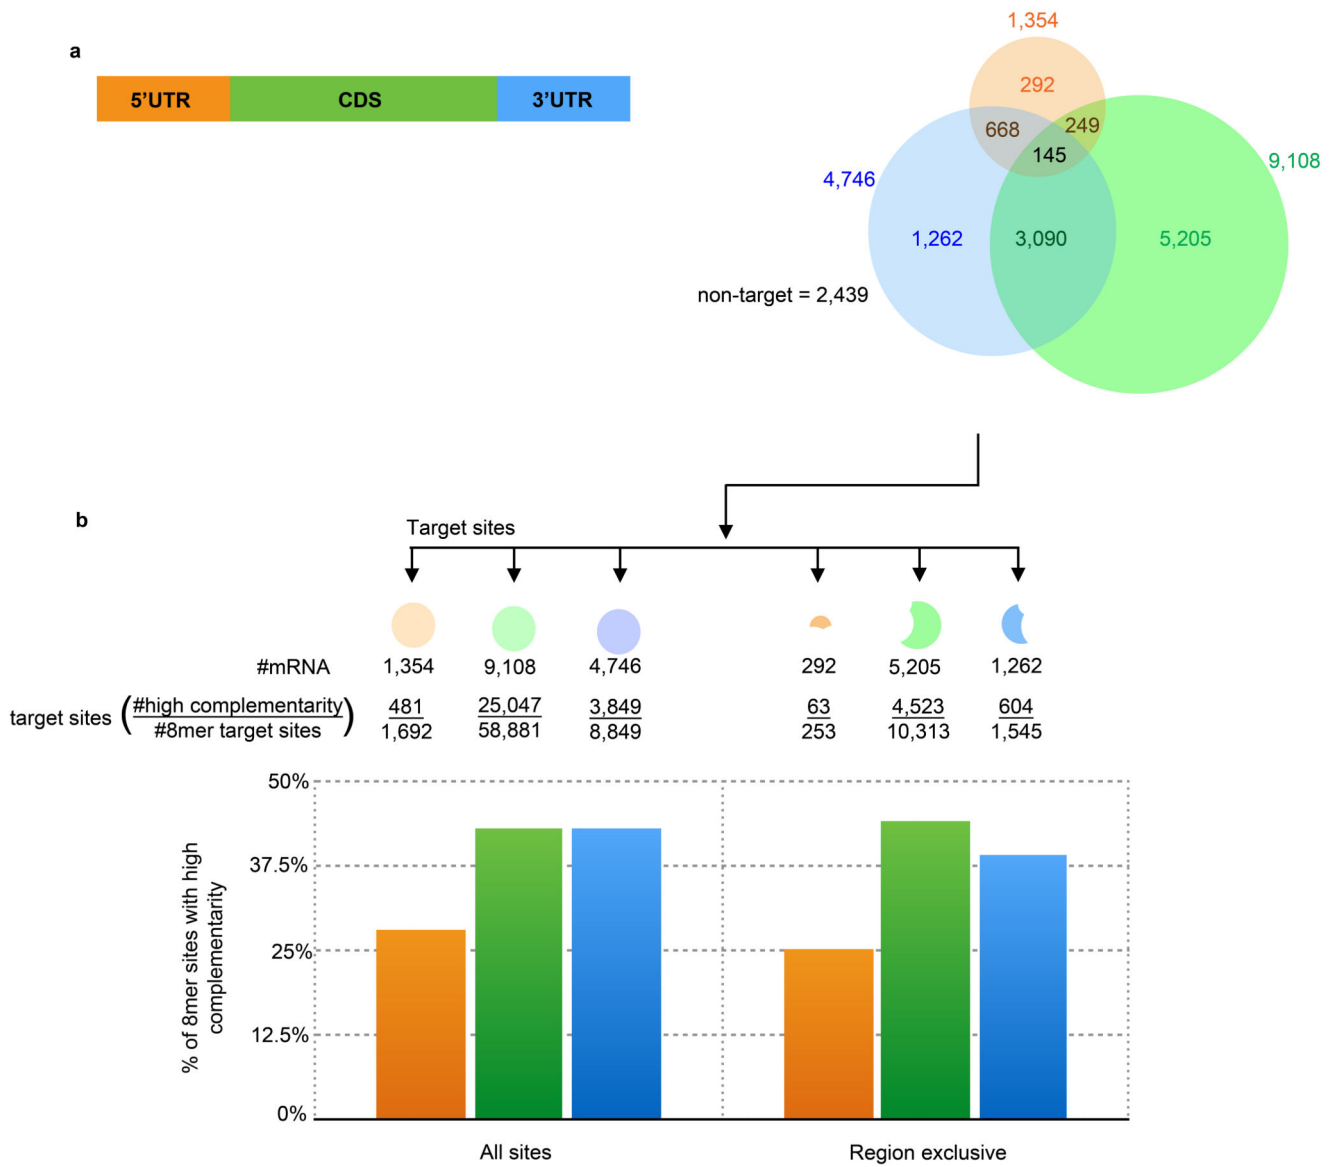 a
5'UTR CDS 3'UTR
1,354
292
668 249
145
9,108
4,746
1,262 3,090 5,205
non-target = 2,439
b
Target sites
#mRNA 1,354 9,108 4,746 292 5,205 1,262
target sites (#high complementarity 481 25,047 3,849 63 4,523 604
#8mer target sites) 1,692 58,881 8,849 253 10,313 1,545
50%
37.5%
25%
12.5%
0%
% of 8mer sites with high
complementarity
All sites Region exclusive